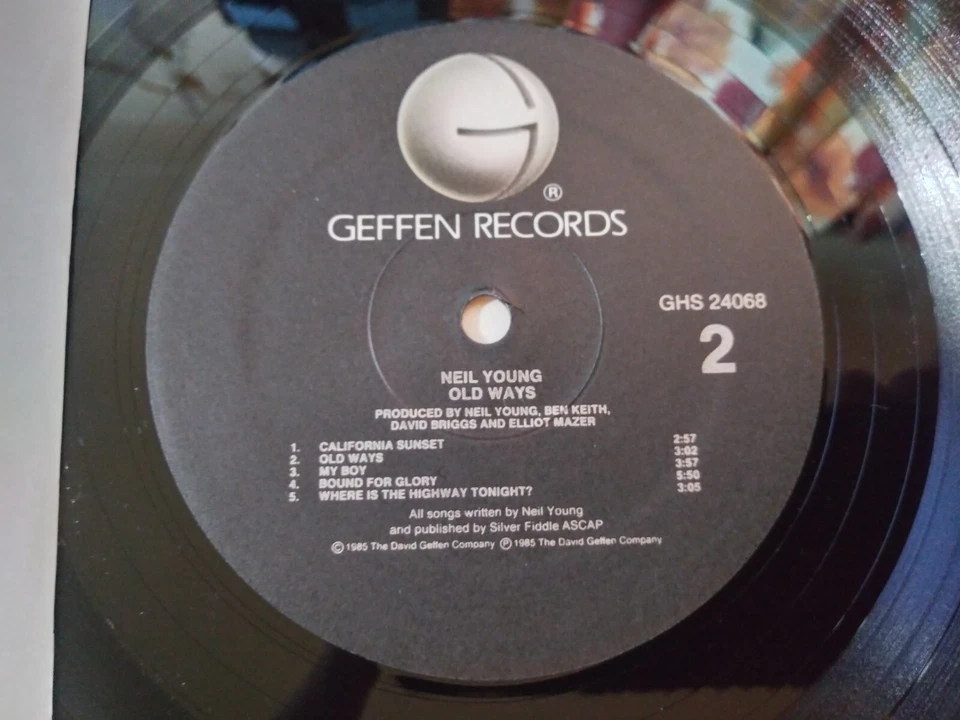 ®
GEFFEN RECORDS
GHS 24068
2
NEIL YOUNG
OLD WAYS
PRODUCED BY NEIL YOUNG, BEN KEITH,
DAVID BRIGGS AND ELLIOT MAZER
1. CALIFORNIA SUNSET 2:57
2. OLD WAYS 3:02
3. MY BOY 3:57
4. BOUND FOR GLORY 5:50
5. WHERE IS THE HIGHWAY TONIGHT? 3:05
All songs written by Neil Young
and published by Silver Fiddle ASCAP
© 1985 The David Geffen Company ℗ 1985 The David Geffen Company